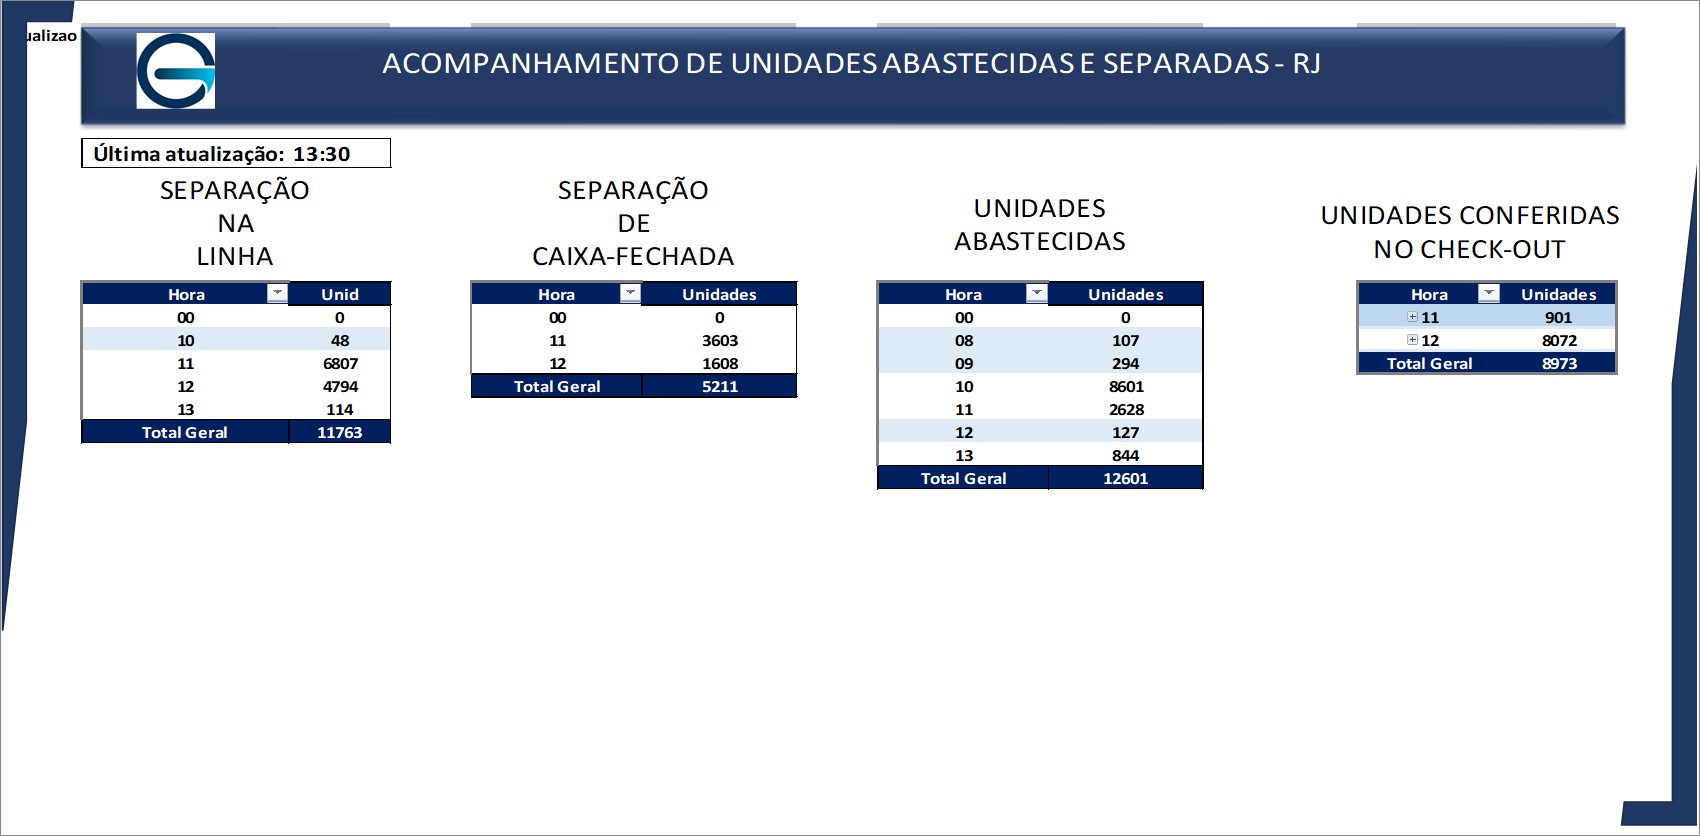 ualizao
ACOMPANHAMENTO DE UNIDADES ABASTECIDAS E SEPARADAS - RJ
Última atualização: 13:30
SEPARAÇÃO
NA
LINHA
Hora Unid
00 0
10 48
11 6807
12 4794
13 114
Total Geral 11763
SEPARAÇÃO
DE
CAIXA-FECHADA
Hora Unidades
00 0
11 3603
12 1608
Total Geral 5211
UNIDADES
ABASTECIDAS
Hora Unidades
00 0
08 107
09 294
10 8601
11 2628
12 127
13 844
Total Geral 12601
UNIDADES CONFERIDAS
NO CHECK-OUT
Hora Unidades
11 901
12 8072
Total Geral 8973